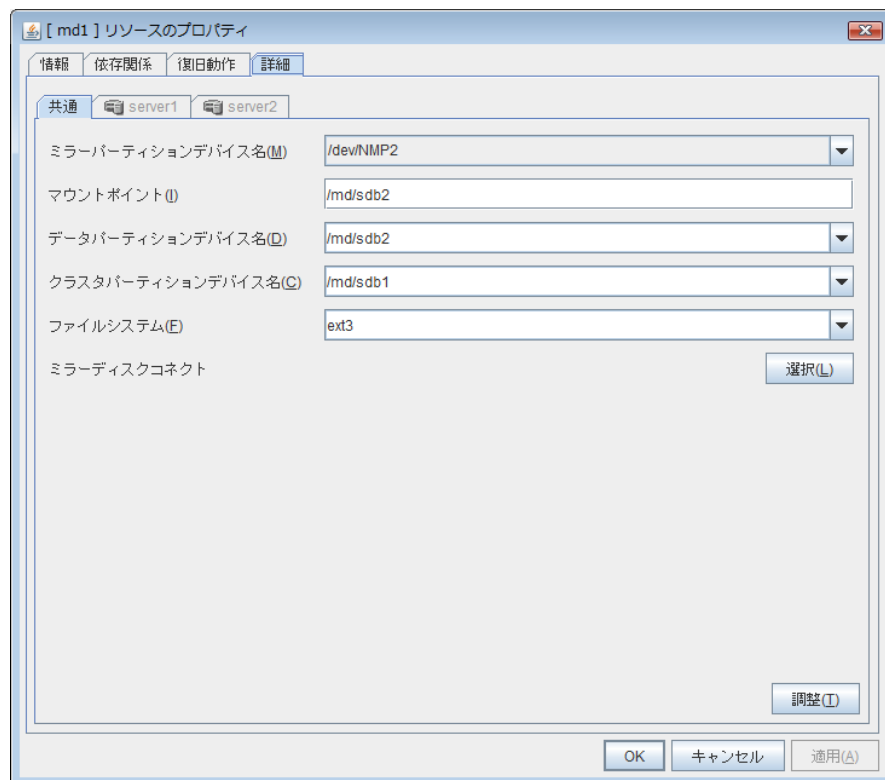 [ md1 ] リソースのプロパティ
情報 依存関係 復旧動作 詳細
共通 server1 server2
ミラーパーティションデバイス名(M) /dev/NMP2
マウントポイント(I) /md/sdb2
データパーティションデバイス名(D) /md/sdb2
クラスタパーティションデバイス名(C) /md/sdb1
ファイルシステム(F) ext3
ミラーディスクコネクト 選択(L)
調整(T)
OK キャンセル 適用(A)